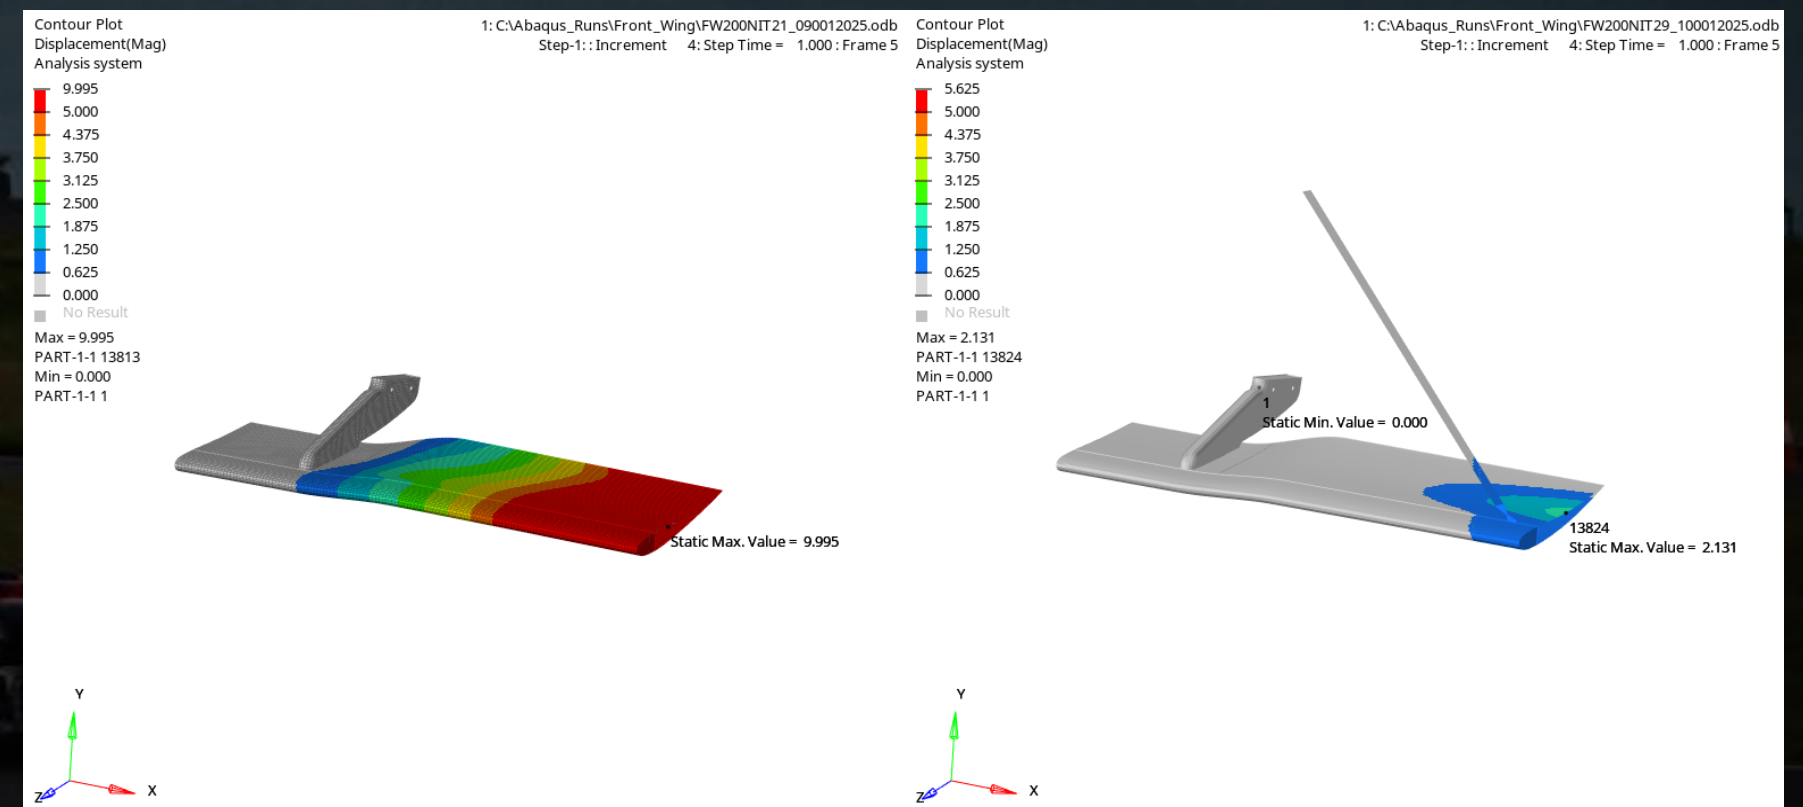 Contour Plot
Displacement(Mag)
Analysis system
1: C:\Abaqus_Runs\Front_Wing\FW200NIT21_090012025.odb
Step-1: : Increment 4: Step Time = 1.000 : Frame 5
9.995
5.000
4.375
3.750
3.125
2.500
1.875
1.250
0.625
0.000
No Result
Max = 9.995
PART-1-1 13813
Min = 0.000
PART-1-1 1
Static Max. Value = 9.995
Y
Z
X
Contour Plot
Displacement(Mag)
Analysis system
1: C:\Abaqus_Runs\Front_Wing\FW200NIT29_100012025.odb
Step-1: : Increment 4: Step Time = 1.000 : Frame 5
5.625
5.000
4.375
3.750
3.125
2.500
1.875
1.250
0.625
0.000
No Result
Max = 2.131
PART-1-1 13824
Min = 0.000
PART-1-1 1
1
Static Min. Value = 0.000
13824
Static Max. Value = 2.131
Y
Z
X